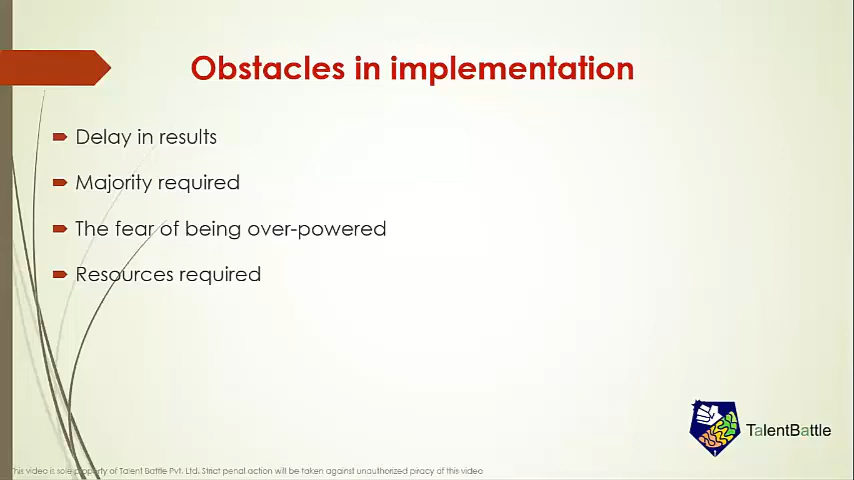 Obstacles in implementation
Delay in results
Majority required
The fear of being over-powered
Resources required
TalentBattle
This video is sole property of Talent Battle Pvt. Ltd. Strict penal action will be taken against unauthorized piracy of this video